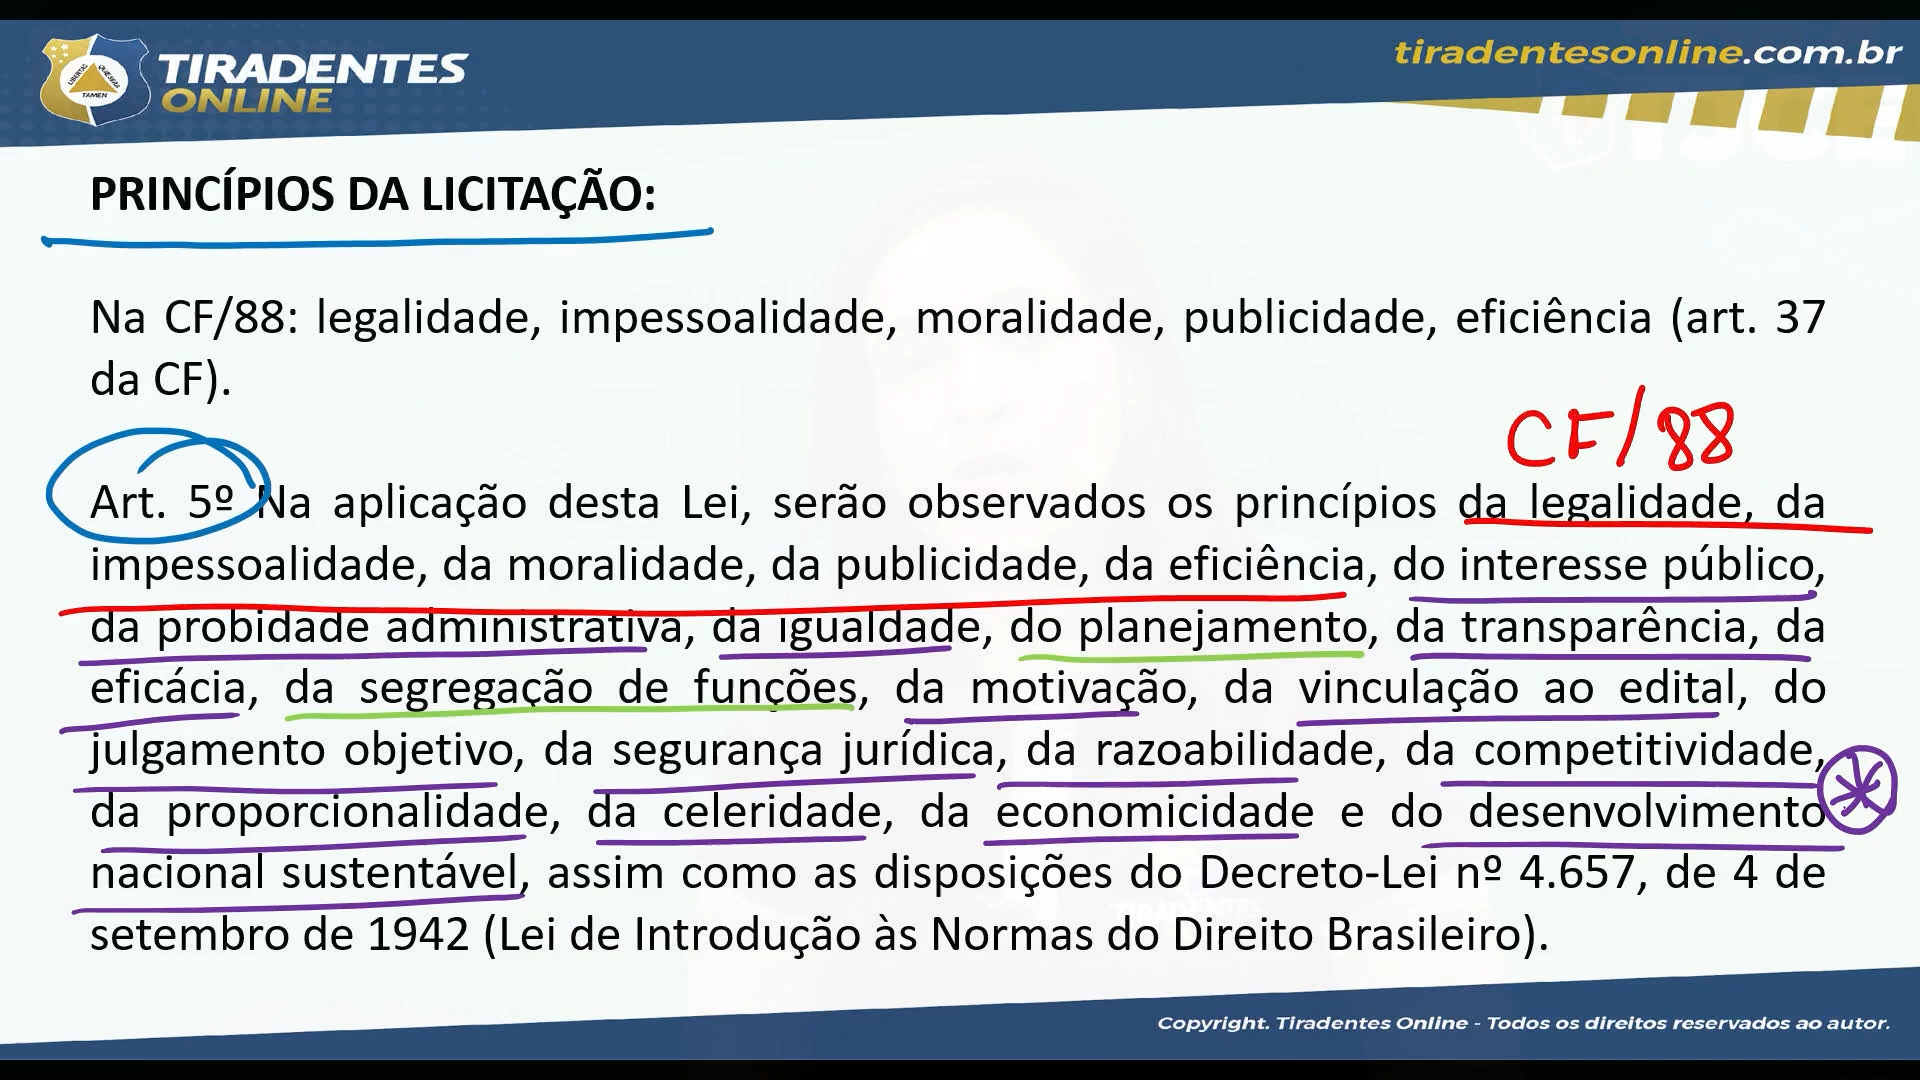 TIRADENTES
ONLINE
tiradentesonline.com.br
PRINCÍPIOS DA LICITAÇÃO:
Na CF/88: legalidade, impessoalidade, moralidade, publicidade, eficiência (art. 37
da CF).
CF/88
Art. 5º Na aplicação desta Lei, serão observados os princípios da legalidade, da
impessoalidade, da moralidade, da publicidade, da eficiência, do interesse público,
da probidade administrativa, da igualdade, do planejamento, da transparência, da
eficácia, da segregação de funções, da motivação, da vinculação ao edital, do
julgamento objetivo, da segurança jurídica, da razoabilidade, da competitividade,
da proporcionalidade, da celeridade, da economicidade e do desenvolvimento
nacional sustentável, assim como as disposições do Decreto-Lei nº 4.657, de 4 de
setembro de 1942 (Lei de Introdução às Normas do Direito Brasileiro).
Copyright. Tiradentes Online - Todos os direitos reservados ao autor.